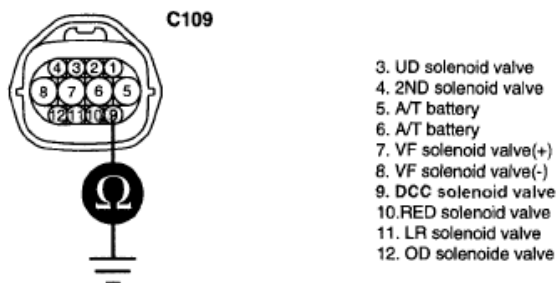 C109
4 3 2 1
8 7 6 5
12 11 10 9
Ω
3. UD solenoid valve
4. 2ND solenoid valve
5. A/T battery
6. A/T battery
7. VF solenoid valve(+)
8. VF solenoid valve(-)
9. DCC solenoid valve
10.RED solenoid valve
11. LR solenoid valve
12. OD solenoide valve